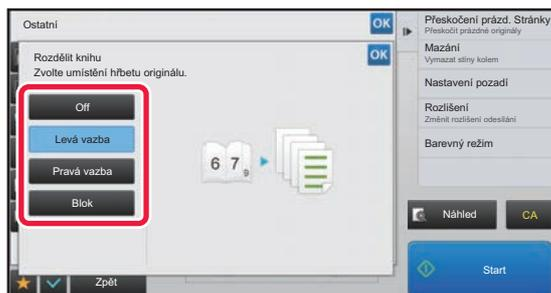 Ostatní
OK
Rozdělit knihu
Zvolte umístění hřbetu originálu.
OK
Off
Levá vazba
Pravá vazba
Blok
6 7 9
Zpět
Přeskočení prázd. Stránky
Přeskočit prázdné originály
Mazání
Vymazat stíny kolem
Nastavení pozadí
Rozlišení
Změnit rozlišení odesílání
Barevný režim
Náhled
CA
Start